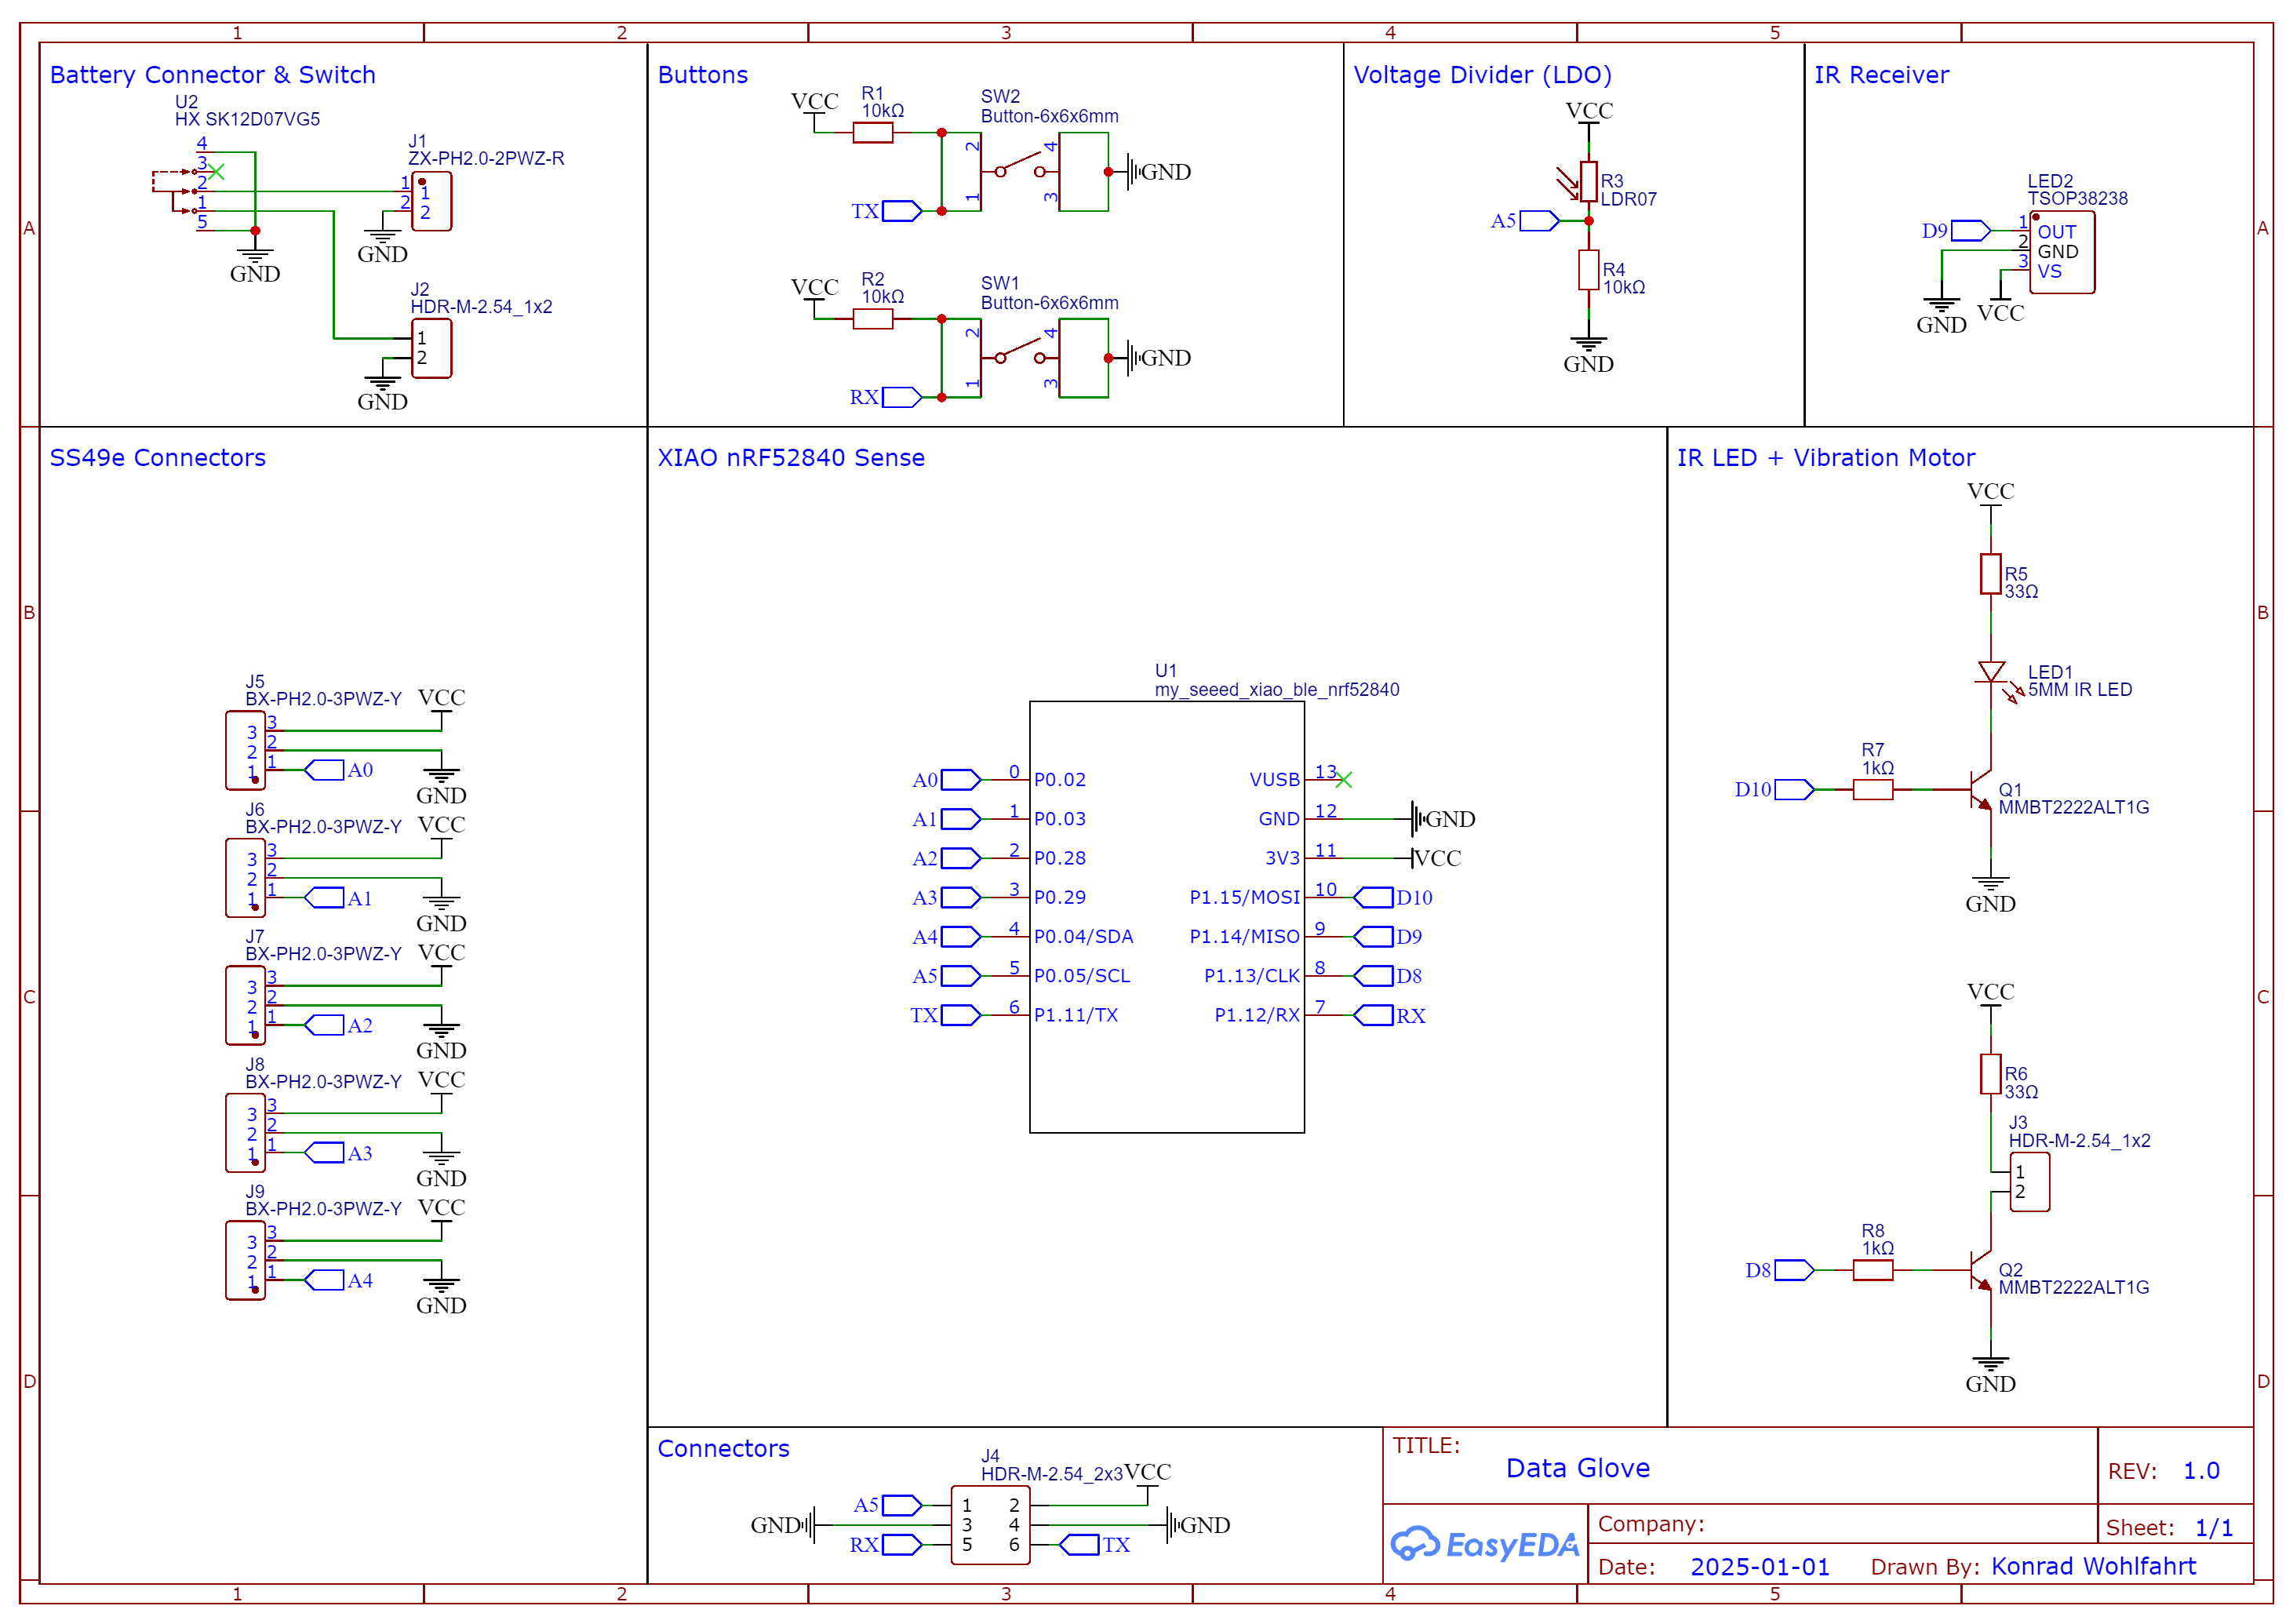 1 2 3 4 5
A
B
C
D
Battery Connector & Switch
U2
HX SK12D07VG5
4
3
2
1
5
GND
J1
ZX-PH2.0-2PWZ-R
1 1
2 2
GND
J2
HDR-M-2.54_1x2
1
2
GND
Buttons
VCC
R1
10kΩ
SW2
Button-6x6x6mm
2 4
1 3
GND
TX
VCC
R2
10kΩ
SW1
Button-6x6x6mm
2 4
1 3
GND
RX
Voltage Divider (LDO)
VCC
R3
LDR07
A5
R4
10kΩ
GND
IR Receiver
LED2
TSOP38238
D9 1 OUT
2 GND
3 VS
GND VCC
A
B
C
D
SS49e Connectors
J5
BX-PH2.0-3PWZ-Y VCC
3 3
2 2
1 1 A0
GND
J6
BX-PH2.0-3PWZ-Y VCC
3 3
2 2
1 1 A1
GND
J7
BX-PH2.0-3PWZ-Y VCC
3 3
2 2
1 1 A2
GND
J8
BX-PH2.0-3PWZ-Y VCC
3 3
2 2
1 1 A3
GND
J9
BX-PH2.0-3PWZ-Y VCC
3 3
2 2
1 1 A4
GND
XIAO nRF52840 Sense
U1
my_seeed_xiao_ble_nrf52840
A0 0 P0.02 VUSB 13
A1 1 P0.03 GND 12 GND
A2 2 P0.28 3V3 11 VCC
A3 3 P0.29 P1.15/MOSI 10 D10
A4 4 P0.04/SDA P1.14/MISO 9 D9
A5 5 P0.05/SCL P1.13/CLK 8 D8
TX 6 P1.11/TX P1.12/RX 7 RX
IR LED + Vibration Motor
VCC
R5
33Ω
LED1
5MM IR LED
R7
1kΩ
D10
Q1
MMBT2222ALT1G
GND
VCC
R6
33Ω
J3
HDR-M-2.54_1x2
1
2
R8
1kΩ
D8
Q2
MMBT2222ALT1G
GND
Connectors
J4
HDR-M-2.54_2x3 VCC
A5 1 2
GND 3 4 GND
RX 5 6 TX
TITLE:
Data Glove
REV: 1.0
EasyEDA
Company:
Sheet: 1/1
Date: 2025-01-01 Drawn By: Konrad Wohlfahrt
1 2 3 4 5